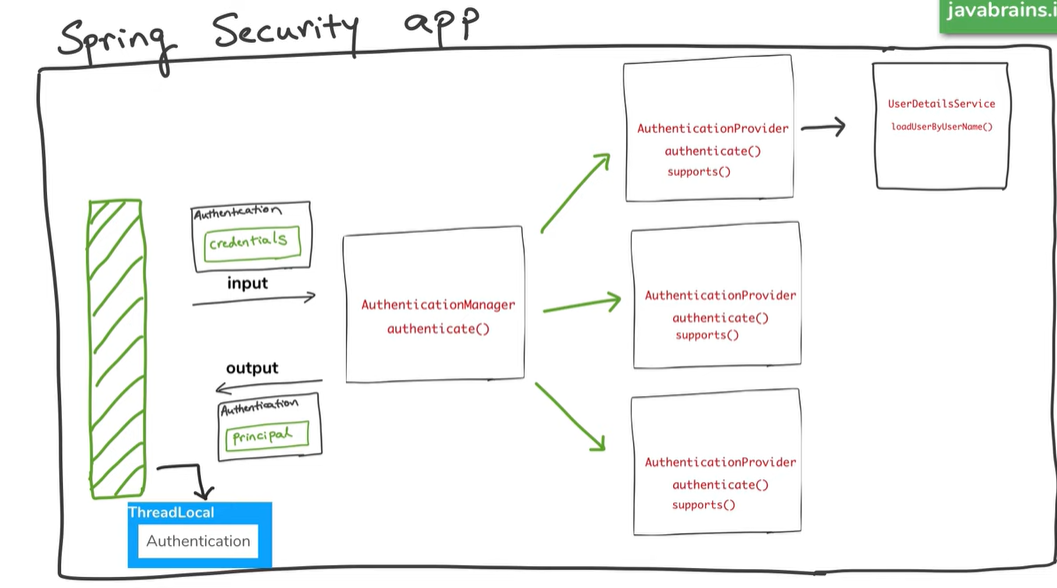 Spring Security app
javabrains.i
AuthenticationProvider
authenticate()
supports()
UserDetailsService
loadUserByUserName()
Authentication
credentials
input
AuthenticationManager
authenticate()
AuthenticationProvider
authenticate()
supports()
output
Authentication
Principal
AuthenticationProvider
authenticate()
supports()
ThreadLocal
Authentication